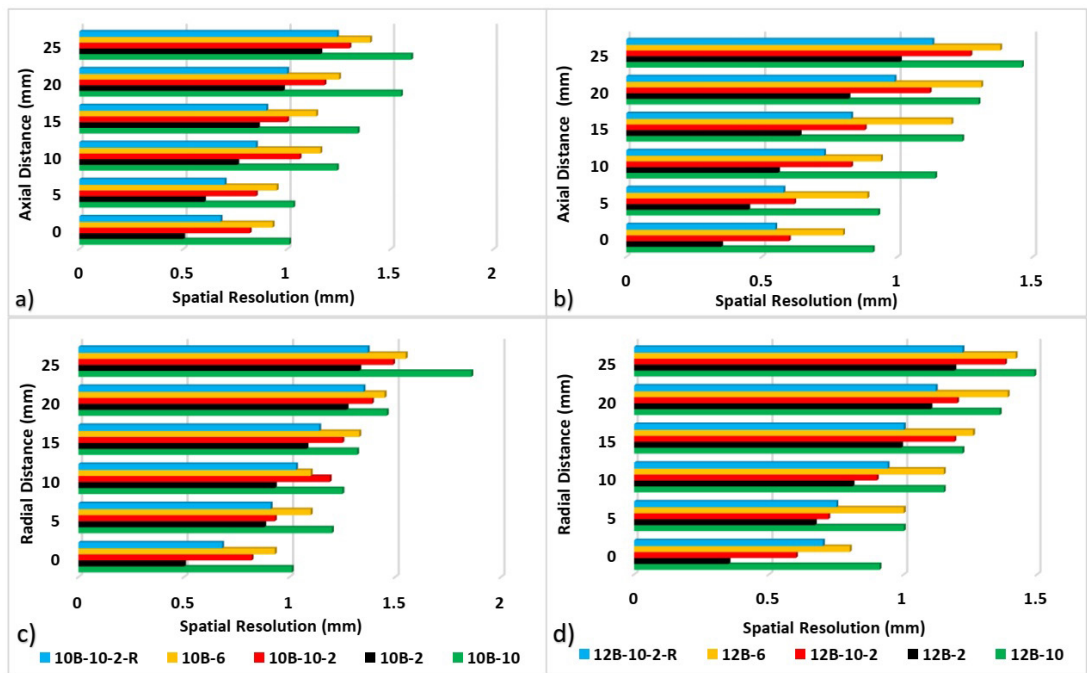 25
20
15
10
5
0
Axial Distance (mm)
0 0.5 1 1.5 2
Spatial Resolution (mm)
a)
25
20
15
10
5
0
Axial Distance (mm)
0 0.5 1 1.5
Spatial Resolution (mm)
b)
25
20
15
10
5
0
Radial Distance (mm)
0 0.5 1 1.5 2
Spatial Resolution (mm)
c)
10B-10-2-R 10B-6 10B-10-2 10B-2 10B-10
25
20
15
10
5
0
Radial Distance (mm)
0 0.5 1 1.5
Spatial Resolution (mm)
d)
12B-10-2-R 12B-6 12B-10-2 12B-2 12B-10